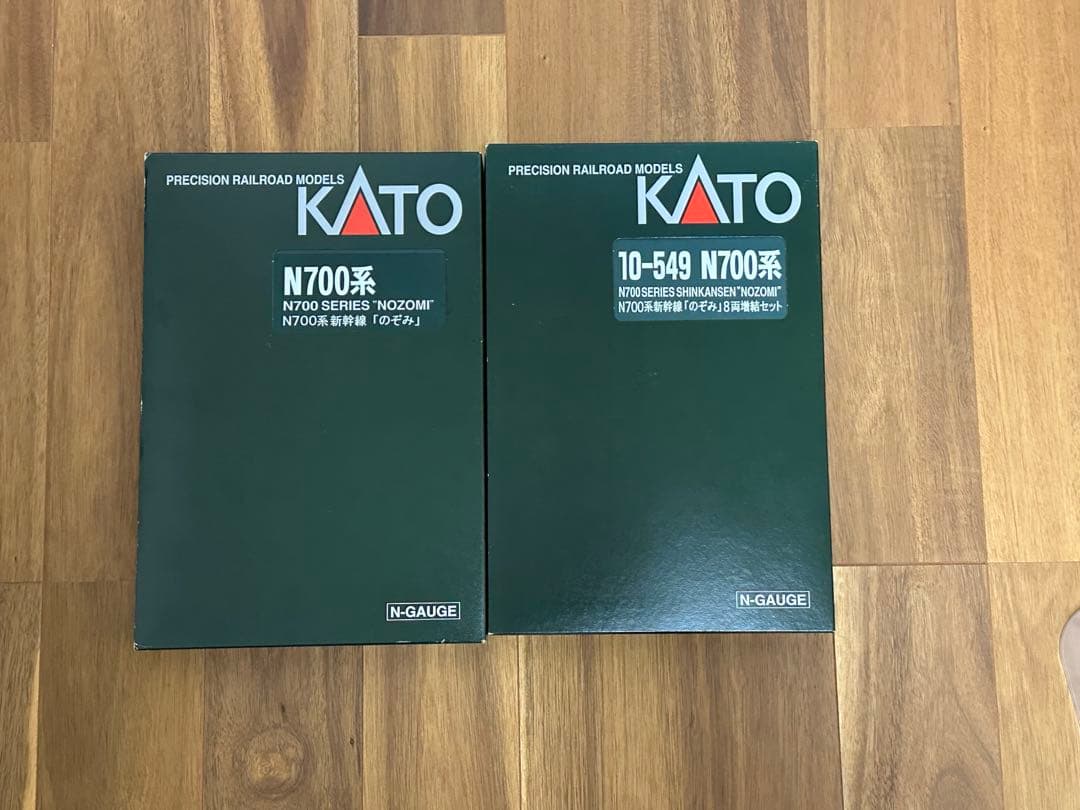 PRECISION RAILROAD MODELS
KATO
N700系
N700 SERIES "NOZOMI"
N700系 新幹線「のぞみ」
N-GAUGE
PRECISION RAILROAD MODELS
KATO
10-549 N700系
N700 SERIES SHINKANSEN"NOZOMI"
N700系新幹線「のぞみ」8両増結セット
N-GAUGE